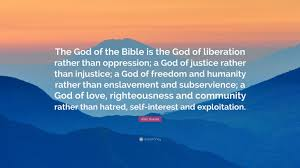 The God of the Bible is the God of liberation
rather than oppression; a God of justice rather
than injustice; a God of freedom and humanity
rather than enslavement and subservience; a
God of love, righteousness and community
rather than hatred, self-interest and exploitation.